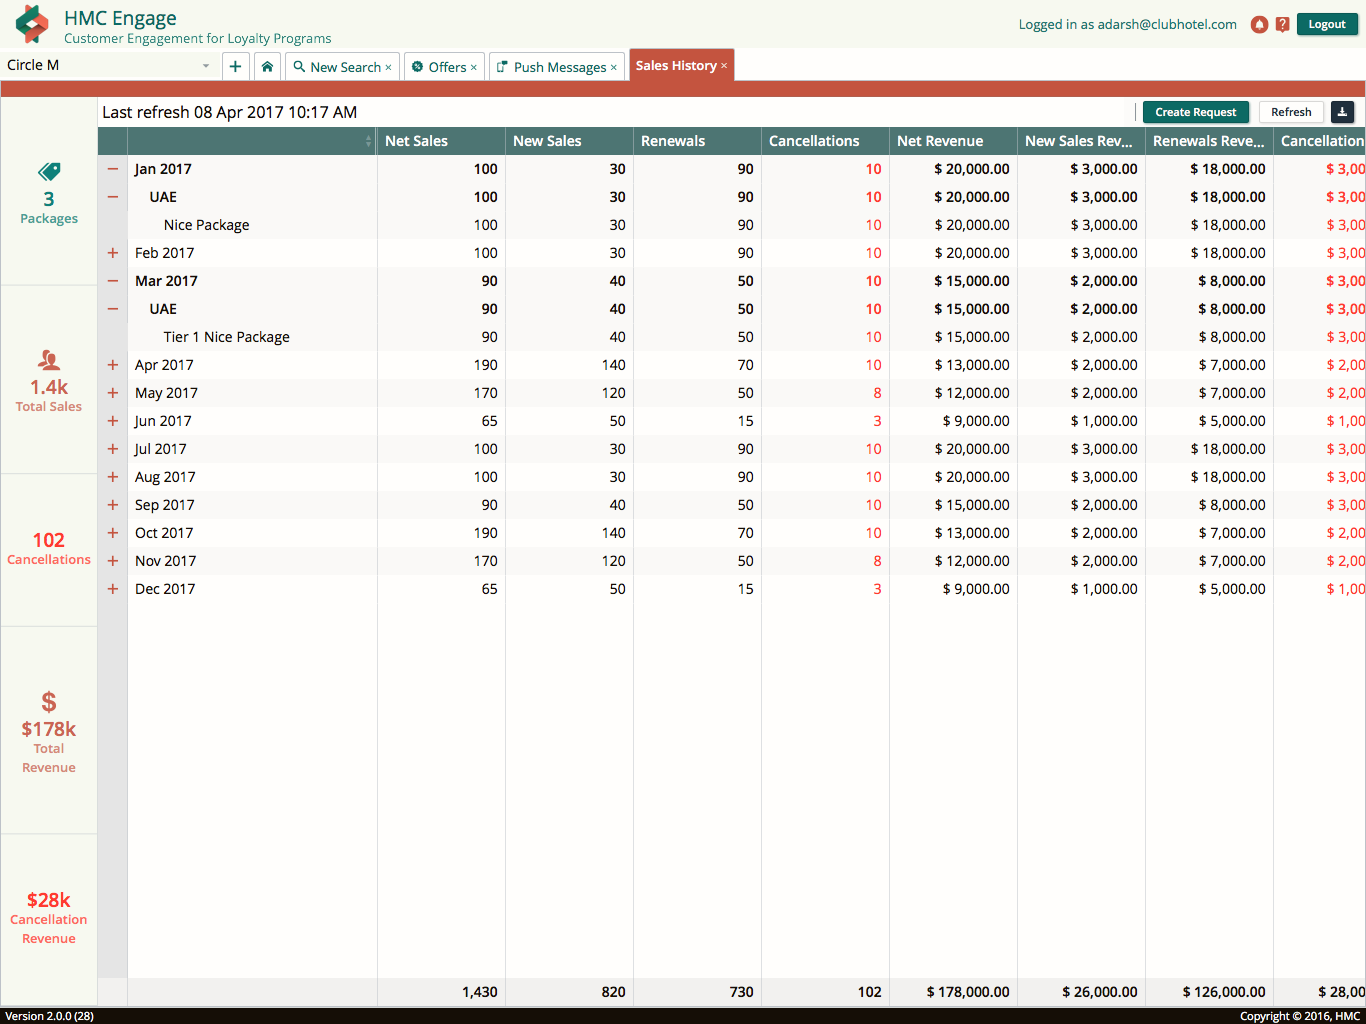 HMC Engage
Customer Engagement for Loyalty Programs
Logged in as adarsh@clubhotel.com ? Logout
Circle M
+ New Search × Offers × Push Messages × Sales History ×
Last refresh 08 Apr 2017 10:17 AM
Create Request Refresh
Net Sales New Sales Renewals Cancellations Net Revenue New Sales Rev... Renewals Reve... Cancellation
− Jan 2017 100 30 90 10 $ 20,000.00 $ 3,000.00 $ 18,000.00 $ 3,00
− UAE 100 30 90 10 $ 20,000.00 $ 3,000.00 $ 18,000.00 $ 3,00
Nice Package 100 30 90 10 $ 20,000.00 $ 3,000.00 $ 18,000.00 $ 3,00
+ Feb 2017 100 30 90 10 $ 20,000.00 $ 3,000.00 $ 18,000.00 $ 3,00
− Mar 2017 90 40 50 10 $ 15,000.00 $ 2,000.00 $ 8,000.00 $ 3,00
− UAE 90 40 50 10 $ 15,000.00 $ 2,000.00 $ 8,000.00 $ 3,00
Tier 1 Nice Package 90 40 50 10 $ 15,000.00 $ 2,000.00 $ 8,000.00 $ 3,00
+ Apr 2017 190 140 70 10 $ 13,000.00 $ 2,000.00 $ 7,000.00 $ 2,00
+ May 2017 170 120 50 8 $ 12,000.00 $ 2,000.00 $ 7,000.00 $ 2,00
+ Jun 2017 65 50 15 3 $ 9,000.00 $ 1,000.00 $ 5,000.00 $ 1,00
+ Jul 2017 100 30 90 10 $ 20,000.00 $ 3,000.00 $ 18,000.00 $ 3,00
+ Aug 2017 100 30 90 10 $ 20,000.00 $ 3,000.00 $ 18,000.00 $ 3,00
+ Sep 2017 90 40 50 10 $ 15,000.00 $ 2,000.00 $ 8,000.00 $ 3,00
+ Oct 2017 190 140 70 10 $ 13,000.00 $ 2,000.00 $ 7,000.00 $ 2,00
+ Nov 2017 170 120 50 8 $ 12,000.00 $ 2,000.00 $ 7,000.00 $ 2,00
+ Dec 2017 65 50 15 3 $ 9,000.00 $ 1,000.00 $ 5,000.00 $ 1,00
1,430 820 730 102 $ 178,000.00 $ 26,000.00 $ 126,000.00 $ 28,00
3
Packages
1.4k
Total Sales
102
Cancellations
$
$178k
Total
Revenue
$28k
Cancellation
Revenue
Version 2.0.0 (28)
Copyright © 2016, HMC